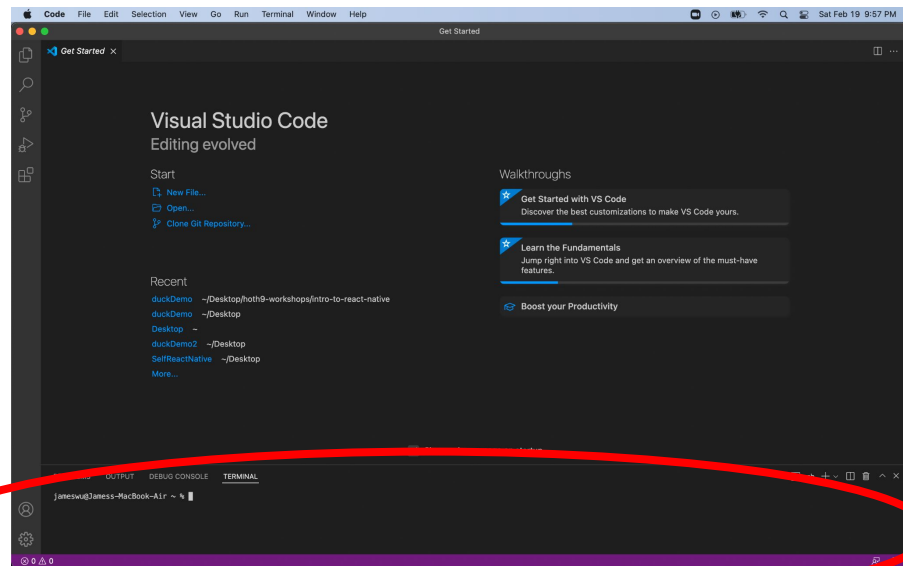 Code File Edit Selection View Go Run Terminal Window Help Sat Feb 19 9:57 PM
Get Started
Get Started
Visual Studio Code
Editing evolved
Start
New File...
Open...
Clone Git Repository...
Recent
duckDemo ~/Desktop/hoth9-workshops/intro-to-react-native
duckDemo ~/Desktop
Desktop ~
duckDemo2 ~/Desktop
SelfReactNative ~/Desktop
More...
Walkthroughs
Get Started with VS Code
Discover the best customizations to make VS Code yours.
Learn the Fundamentals
Jump right into VS Code and get an overview of the must-have
features.
Boost your Productivity
OUTPUT DEBUG CONSOLE TERMINAL
jameswu@Jamess-MacBook-Air ~ %
0 0